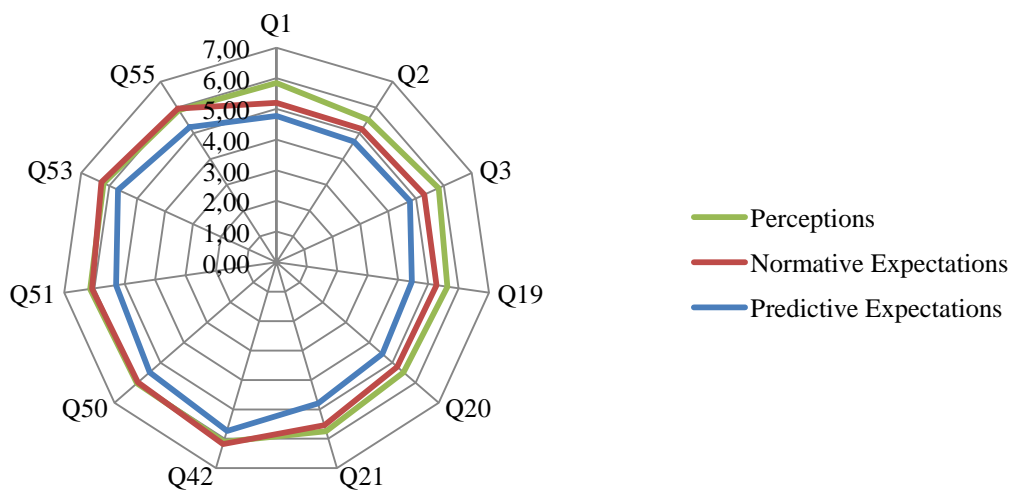 Q1
Q2
Q3
Q19
Q20
Q21
Q42
Q50
Q51
Q53
Q55
7,00
6,00
5,00
4,00
3,00
2,00
1,00
0,00
Perceptions
Normative Expectations
Predictive Expectations